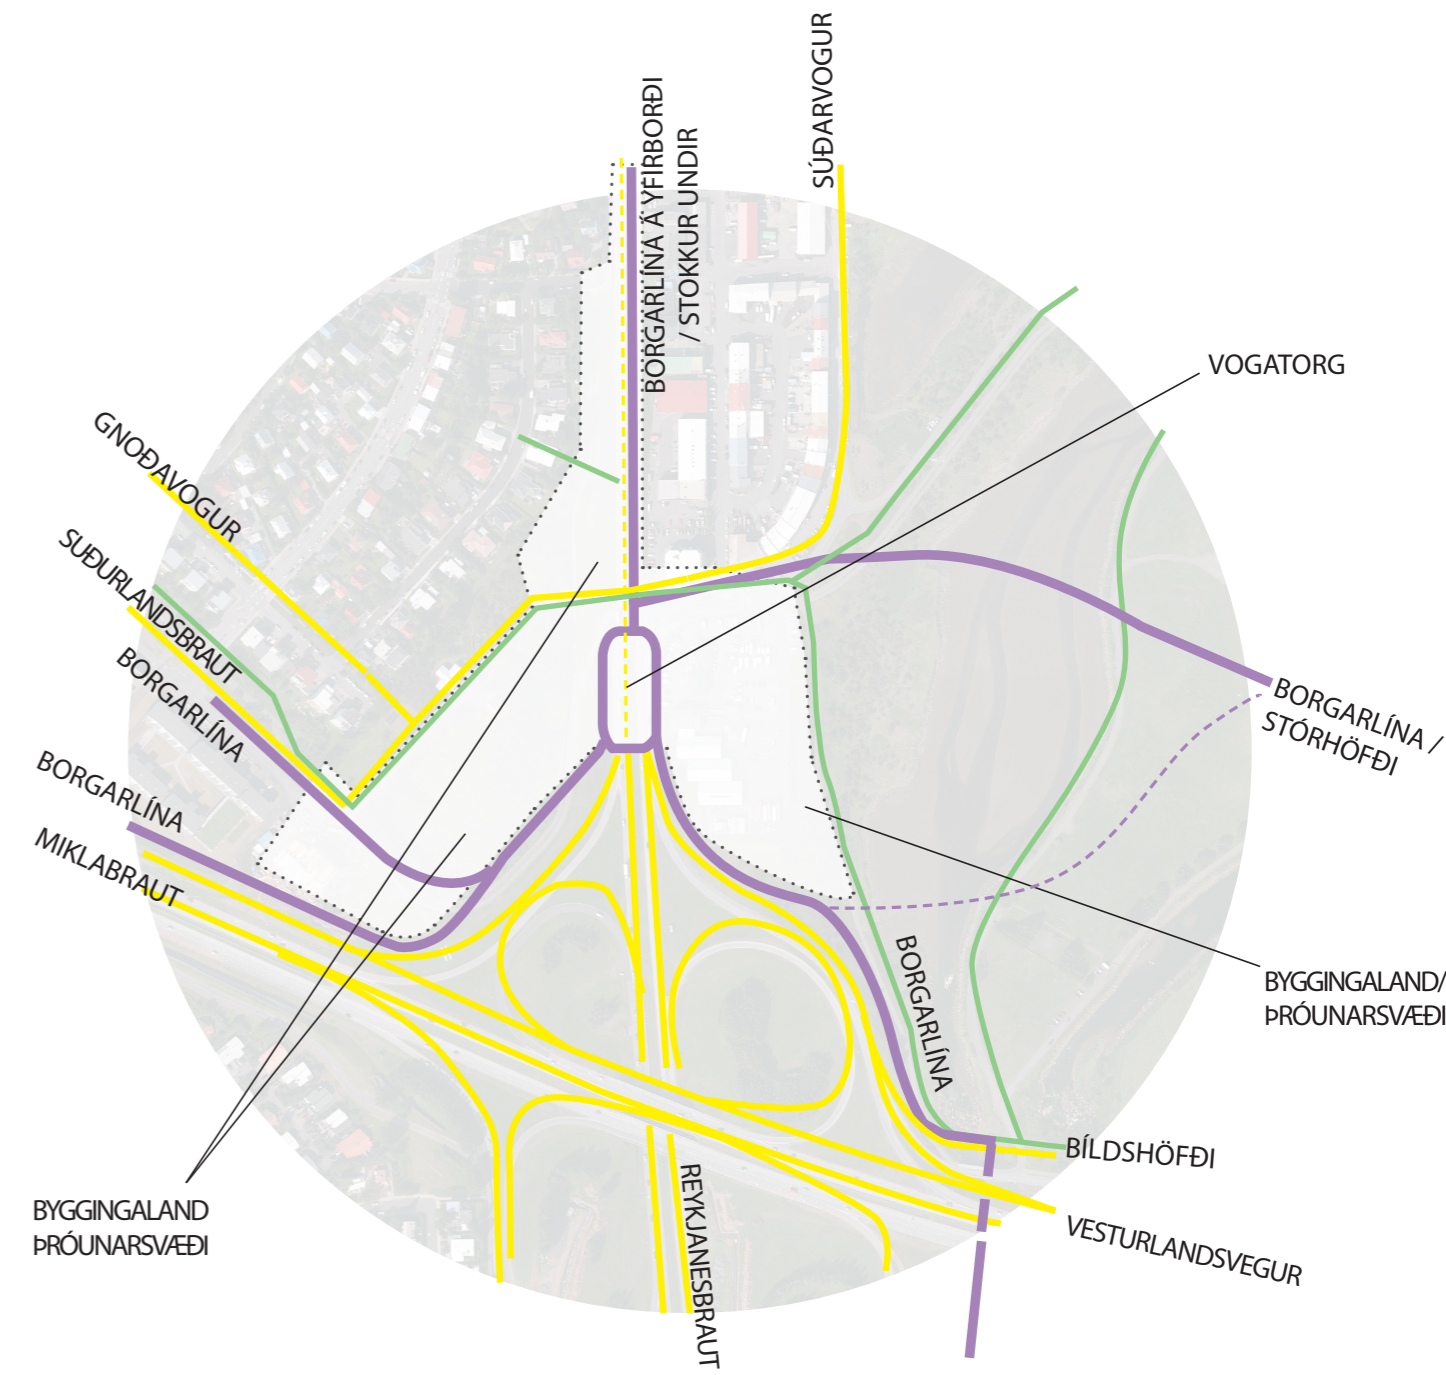 SÚÐARVOGUR
BORGARLÍNA Á YFIRBORÐI
/ STOKKUR UNDIR
VOGATORG
GNOÐAVOGUR
SUÐURLANDSBRAUT
BORGARLÍNA
BORGARLÍNA
MIKLABRAUT
BORGARLÍNA /
STÓRHÖFÐI
BYGGINGALAND/
ÞRÓUNARSVÆÐI
BORGARLÍNA
BÍLDSHÖFÐI
BYGGINGALAND
ÞRÓUNARSVÆÐI
REYKJANESBRAUT
VESTURLANDSVEGUR